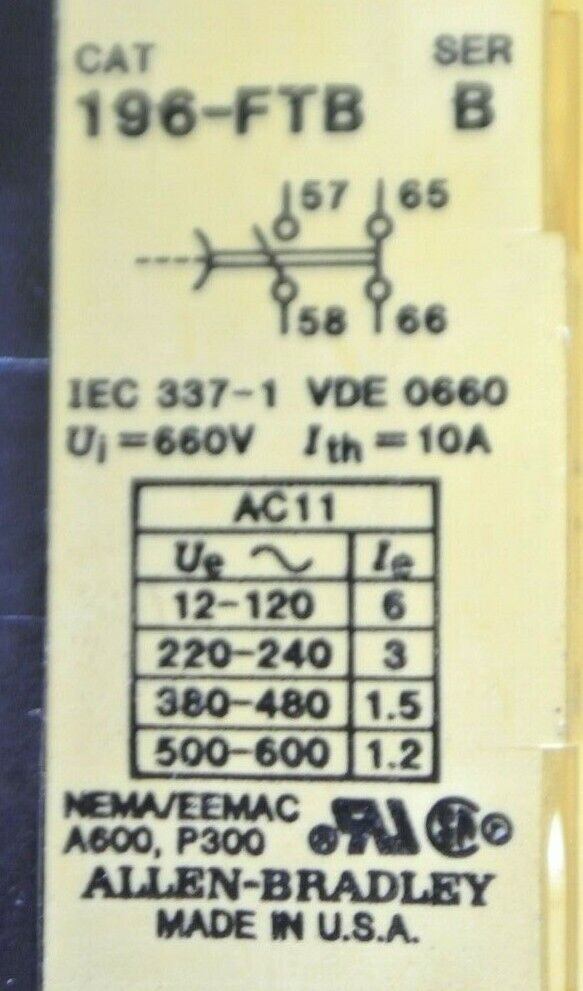 CAT SER
196-FTB B
57 65
58 66
IEC 337-1 VDE 0660
Ui=660V Ith=10A
AC11
Ue ~ Ie
12-120 6
220-240 3
380-480 1.5
500-600 1.2
NEMA/EEMAC
A600, P300 ® UR SA ®
ALLEN-BRADLEY
MADE IN U.S.A.